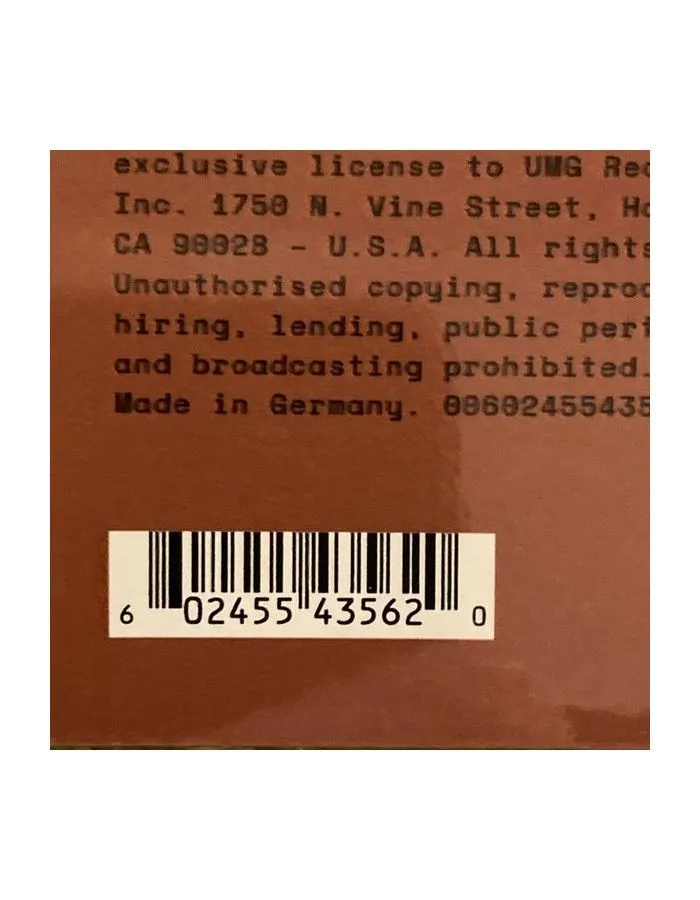 exclusive license to UMG Rec
Inc. 1750 N. Vine Street, Ho
CA 90028 - U.S.A. All rights
Unauthorised copying, reproc
hiring, lending, public perf
and broadcasting prohibited.
Made in Germany. 00602455435
6 02455 43562 0